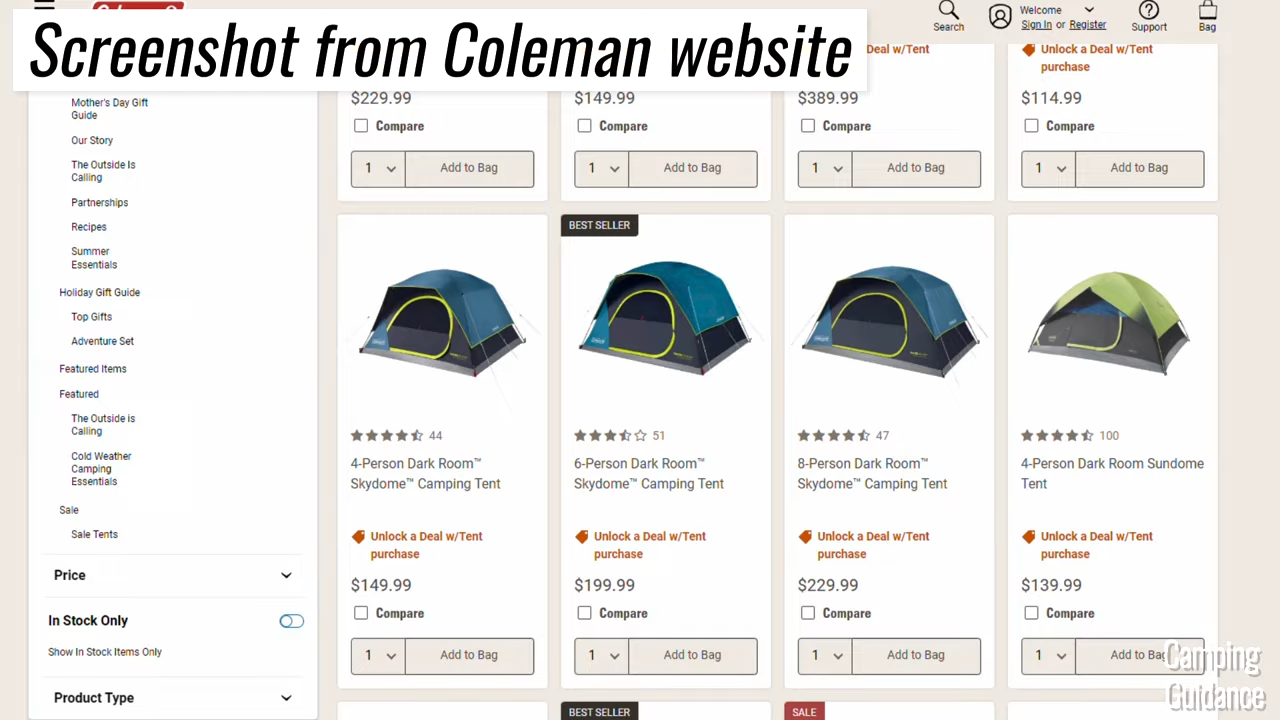 Screenshot from Coleman website
Search
Welcome
Sign In or Register
Support
Bag
Deal w/Tent
Unlock a Deal w/Tent
purchase
$229.99
$149.99
$389.99
$114.99
Compare
Compare
Compare
Compare
1 Add to Bag
1 Add to Bag
1 Add to Bag
1 Add to Bag
Mother's Day Gift
Guide
Our Story
The Outside Is
Calling
Partnerships
Recipes
Summer
Essentials
Holiday Gift Guide
Top Gifts
Adventure Set
Featured Items
Featured
The Outside is
Calling
Cold Weather
Camping
Essentials
Sale
Sale Tents
Price
In Stock Only
Show In Stock Items Only
Product Type
44
4-Person Dark Room™
Skydome™ Camping Tent
Unlock a Deal w/Tent
purchase
$149.99
Compare
1 Add to Bag
BEST SELLER
51
6-Person Dark Room™
Skydome™ Camping Tent
Unlock a Deal w/Tent
purchase
$199.99
Compare
1 Add to Bag
47
8-Person Dark Room™
Skydome™ Camping Tent
Unlock a Deal w/Tent
purchase
$229.99
Compare
1 Add to Bag
100
4-Person Dark Room Sundome
Tent
Unlock a Deal w/Tent
purchase
$139.99
Compare
1 Add to Bag
BEST SELLER
SALE
Camping
Guidance